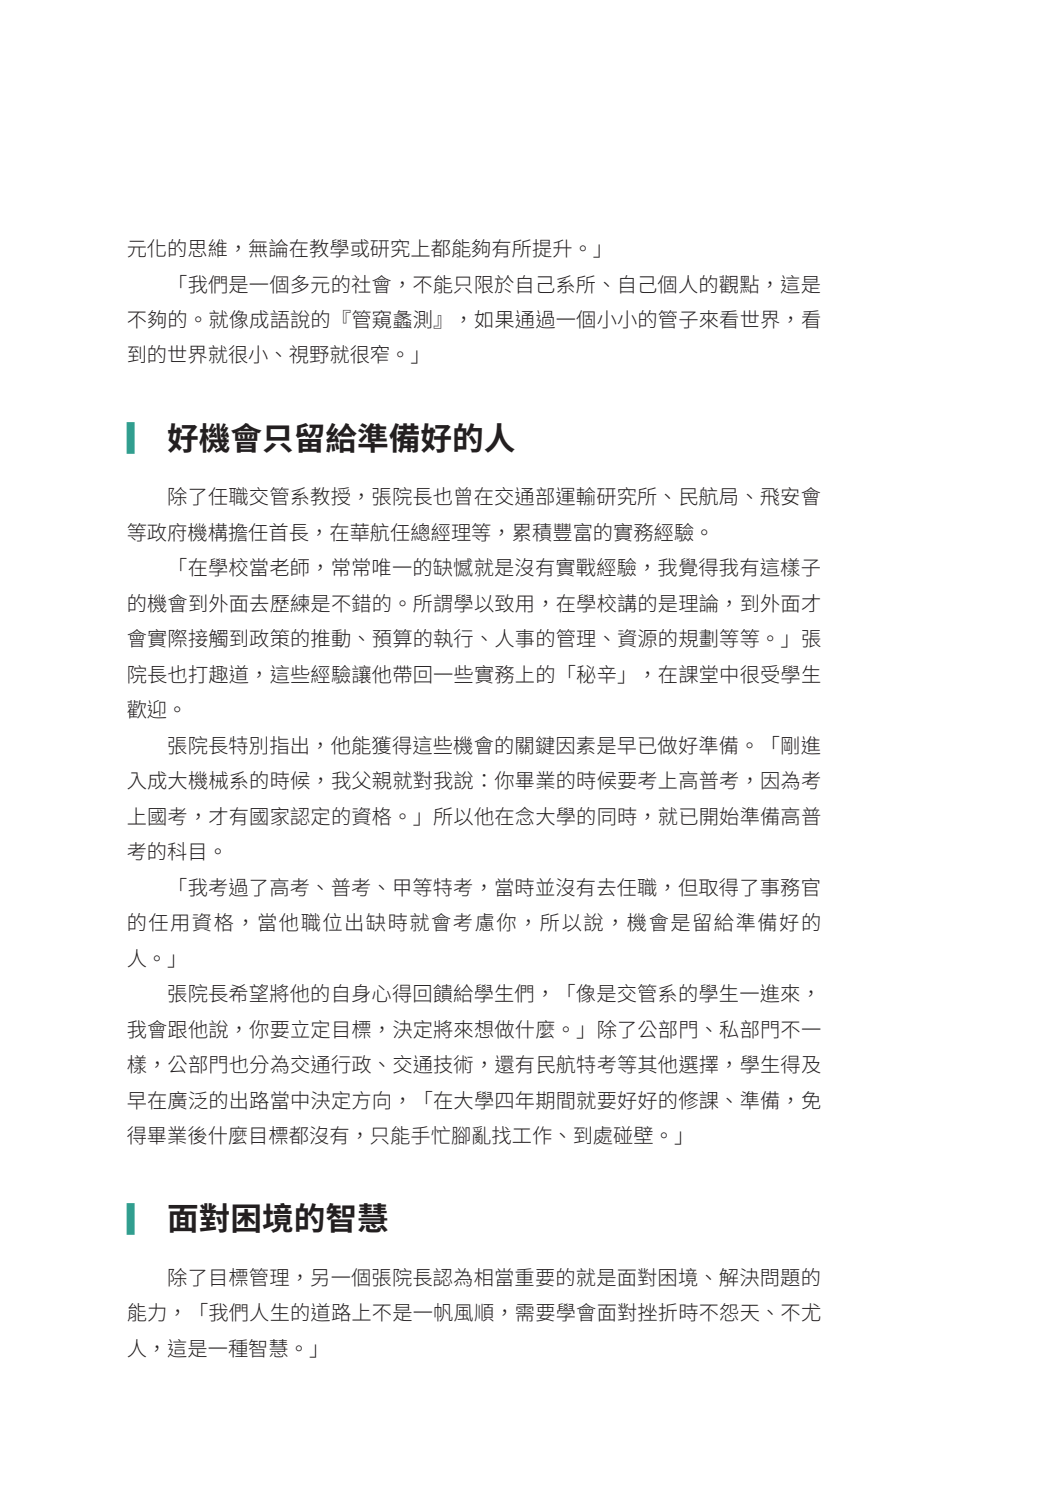 元化的思維，無論在教學或研究上都能夠有所提升。」
「我們是一個多元的社會，不能只限於自己系所、自己個人的觀點，這是
不夠的。就像成語說的『管窺蠡測』，如果通過一個小小的管子來看世界，看
到的世界就很小、視野就很窄。」
好機會只留給準備好的人
除了任職交管系教授，張院長也曾在交通部運輸研究所、民航局、飛安會
等政府機構擔任首長，在華航任總經理等，累積豐富的實務經驗。
「在學校當老師，常常唯一的缺憾就是沒有實戰經驗，我覺得我有這樣子
的機會到外面去歷練是不錯的。所謂學以致用，在學校講的是理論，到外面才
會實際接觸到政策的推動、預算的執行、人事的管理、資源的規劃等等。」張
院長也打趣道，這些經驗讓他帶回一些實務上的「秘辛」，在課堂中很受學生
歡迎。
張院長特別指出，他能獲得這些機會的關鍵因素是早已做好準備。「剛進
入成大機械系的時候，我父親就對我說：你畢業的時候要考上高普考，因為考
上國考，才有國家認定的資格。」所以他在念大學的同時，就已開始準備高普
考的科目。
「我考過了高考、普考、甲等特考，當時並沒有去任職，但取得了事務官
的任用資格，當他職位出缺時就會考慮你，所以說，機會是留給準備好的
人。」
張院長希望將他的自身心得回饋給學生們，「像是交管系的學生一進來，
我會跟他說，你要立定目標，決定將來想做什麼。」除了公部門、私部門不一
樣，公部門也分為交通行政、交通技術，還有民航特考等其他選擇，學生得及
早在廣泛的出路當中決定方向，「在大學四年期間就要好好的修課、準備，免
得畢業後什麼目標都沒有，只能手忙腳亂找工作、到處碰壁。」
面對困境的智慧
除了目標管理，另一個張院長認為相當重要的就是面對困境、解決問題的
能力，「我們人生的道路上不是一帆風順，需要學會面對挫折時不怨天、不尤
人，這是一種智慧。」